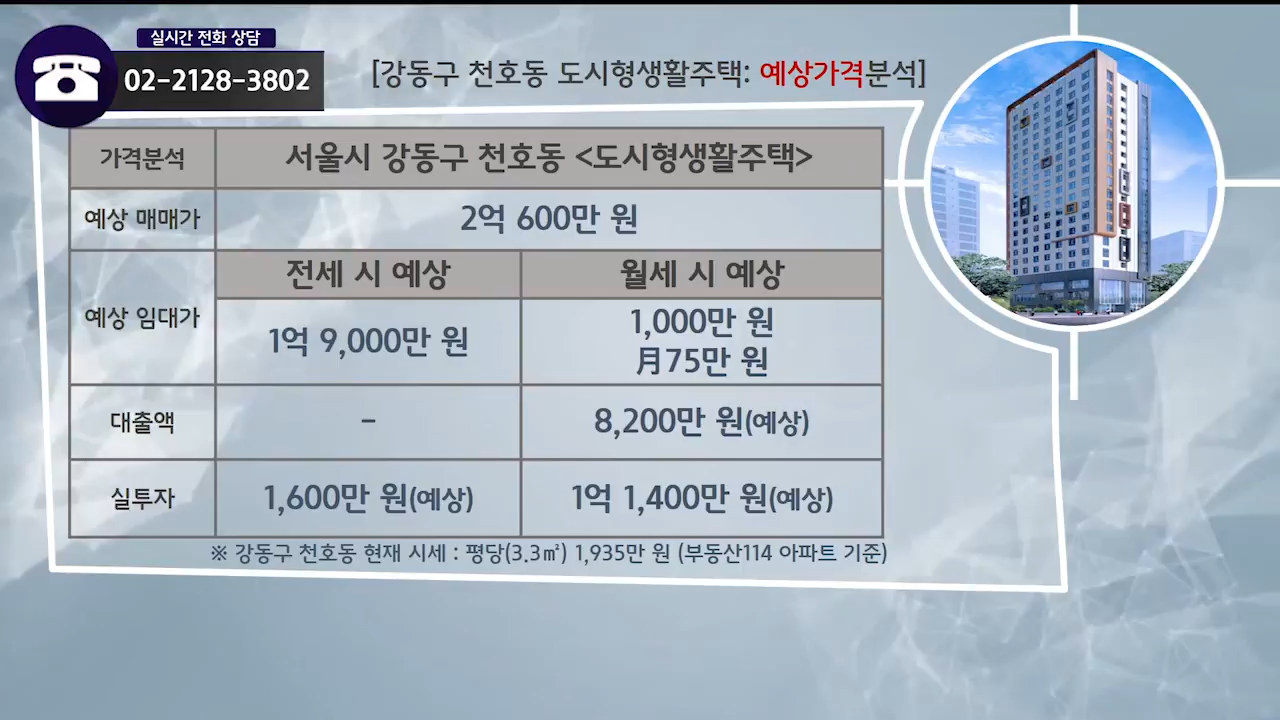 실시간 전화 상담
02-2128-3802
[강동구 천호동 도시형생활주택: 예상가격분석]
가격분석
서울시 강동구 천호동 <도시형생활주택>
예상 매매가
2억 600만 원
예상 임대가
전세 시 예상
월세 시 예상
1억 9,000만 원
1,000만 원
月75만 원
대출액
-
8,200만 원(예상)
실투자
1,600만 원(예상)
1억 1,400만 원(예상)
※ 강동구 천호동 현재 시세 : 평당(3.3㎡) 1,935만 원 (부동산114 아파트 기준)